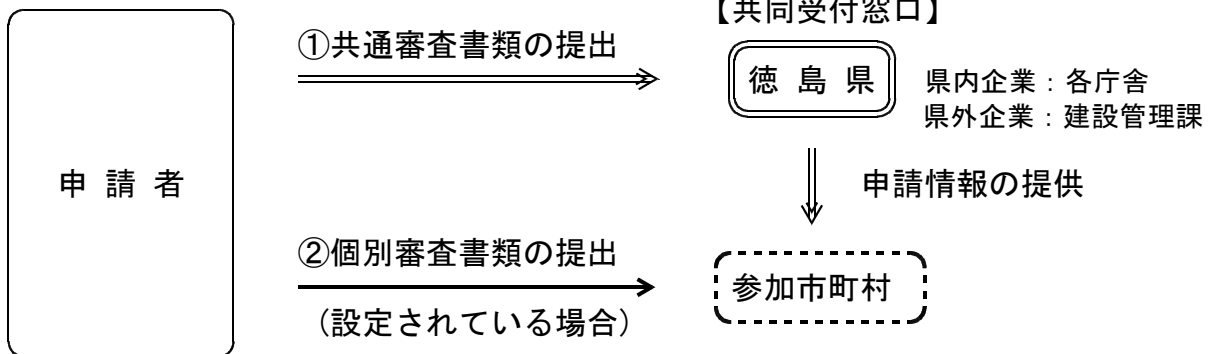 【共同受付窓口】
①共通審査書類の提出
徳島県
県内企業：各庁舎
県外企業：建設管理課
申請者
申請情報の提供
②個別審査書類の提出
（設定されている場合）
参加市町村